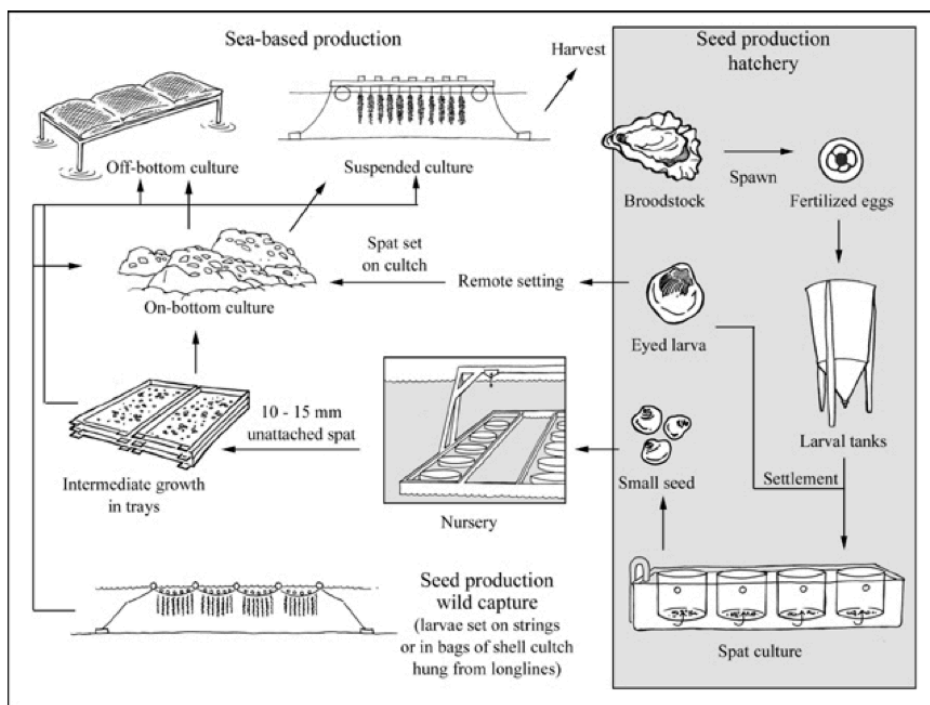 Sea-based production
Harvest
Off-bottom culture
Suspended culture
Spat set
on cultch
Remote setting
On-bottom culture
10 - 15 mm
unattached spat
Intermediate growth
in trays
Nursery
Seed production
wild capture
(larvae set on strings
or in bags of shell cultch
hung from longlines)
Seed production
hatchery
Broodstock
Spawn
Fertilized eggs
Eyed larva
Larval tanks
Settlement
Small seed
Spat culture